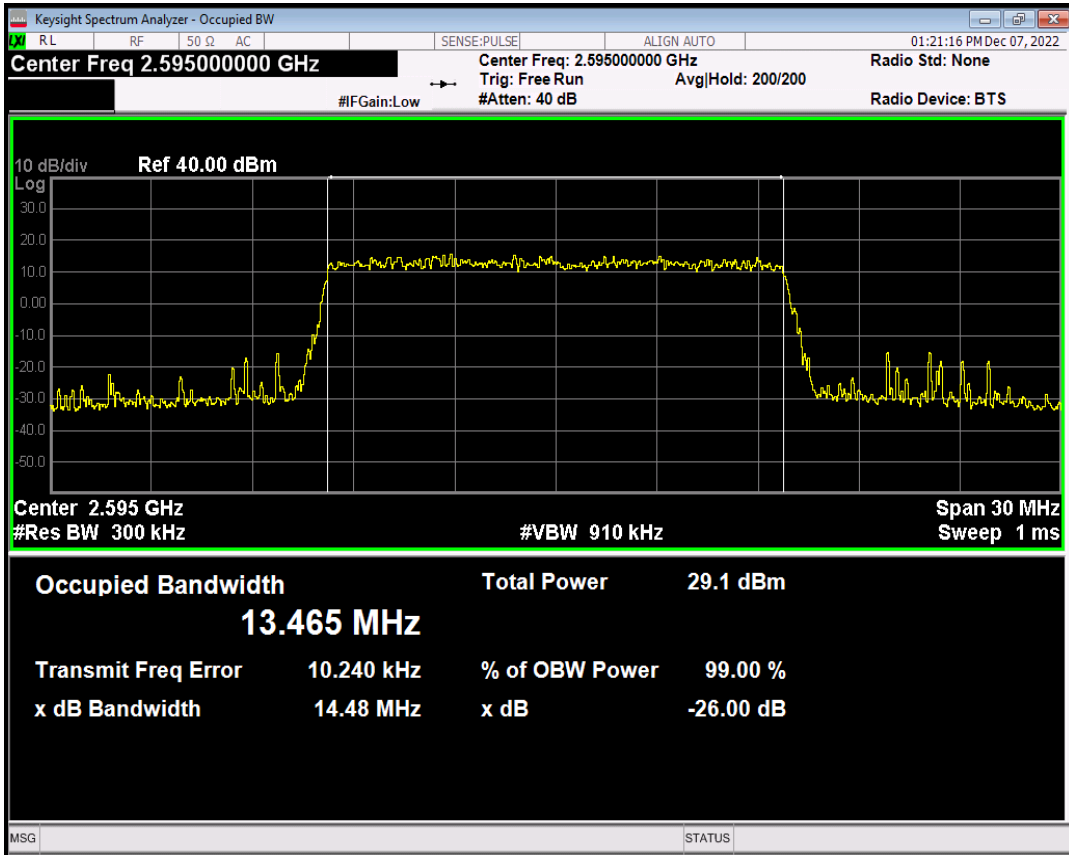 Keysight Spectrum Analyzer - Occupied BW
LXI RL RF 50 Ω AC SENSE:PULSE ALIGN AUTO 01:21:16 PM Dec 07, 2022
Center Freq 2.595000000 GHz Center Freq: 2.595000000 GHz Radio Std: None
Trig: Free Run Avg|Hold: 200/200
#IFGain:Low #Atten: 40 dB Radio Device: BTS
10 dB/div Ref 40.00 dBm
Log
30.0
20.0
10.0
0.00
-10.0
-20.0
-30.0
-40.0
-50.0
Center 2.595 GHz Span 30 MHz
#Res BW 300 kHz #VBW 910 kHz Sweep 1 ms
Occupied Bandwidth Total Power 29.1 dBm
13.465 MHz
Transmit Freq Error 10.240 kHz % of OBW Power 99.00 %
x dB Bandwidth 14.48 MHz x dB -26.00 dB
MSG STATUS